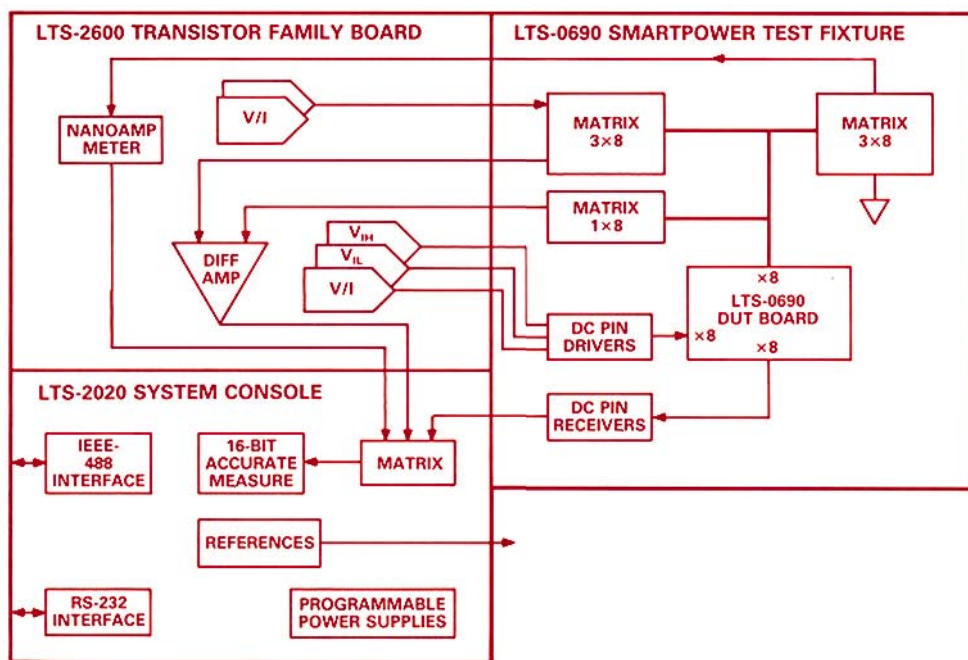 LTS-2600 TRANSISTOR FAMILY BOARD
LTS-0690 SMARTPOWER TEST FIXTURE
NANOAMP
METER
V/I
MATRIX
3×8
MATRIX
3×8
MATRIX
1×8
DIFF
AMP
VIH
VIL
V/I
DC PIN
DRIVERS
×8
LTS-0690
DUT BOARD
×8
×8
LTS-2020 SYSTEM CONSOLE
DC PIN
RECEIVERS
IEEE-
488
INTERFACE
16-BIT
ACCURATE
MEASURE
MATRIX
REFERENCES
RS-232
INTERFACE
PROGRAMMABLE
POWER SUPPLIES